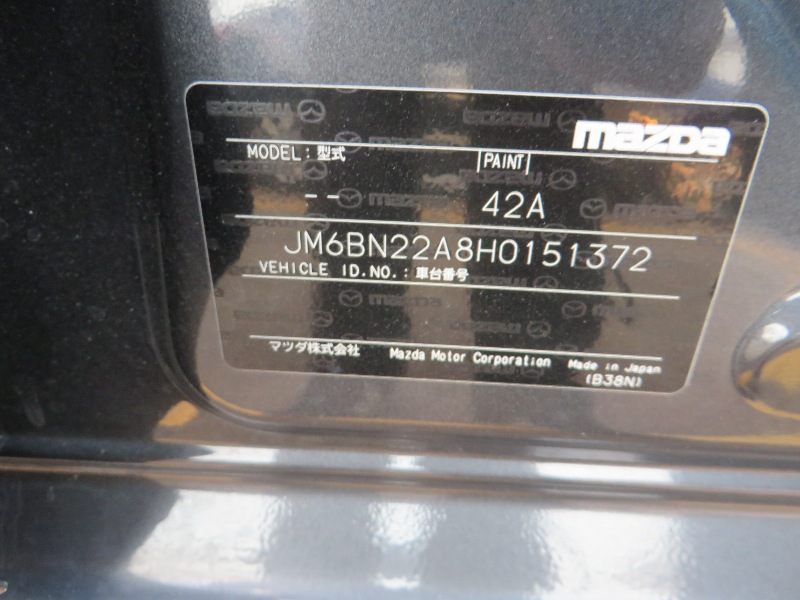 mazda
MODEL: 型式 PAINT
-- 42A
JM6BN22A8H0151372
VEHICLE ID.NO.: 車台番号
マツダ株式会社 Mazda Motor Corporation Made in Japan
(B38N)